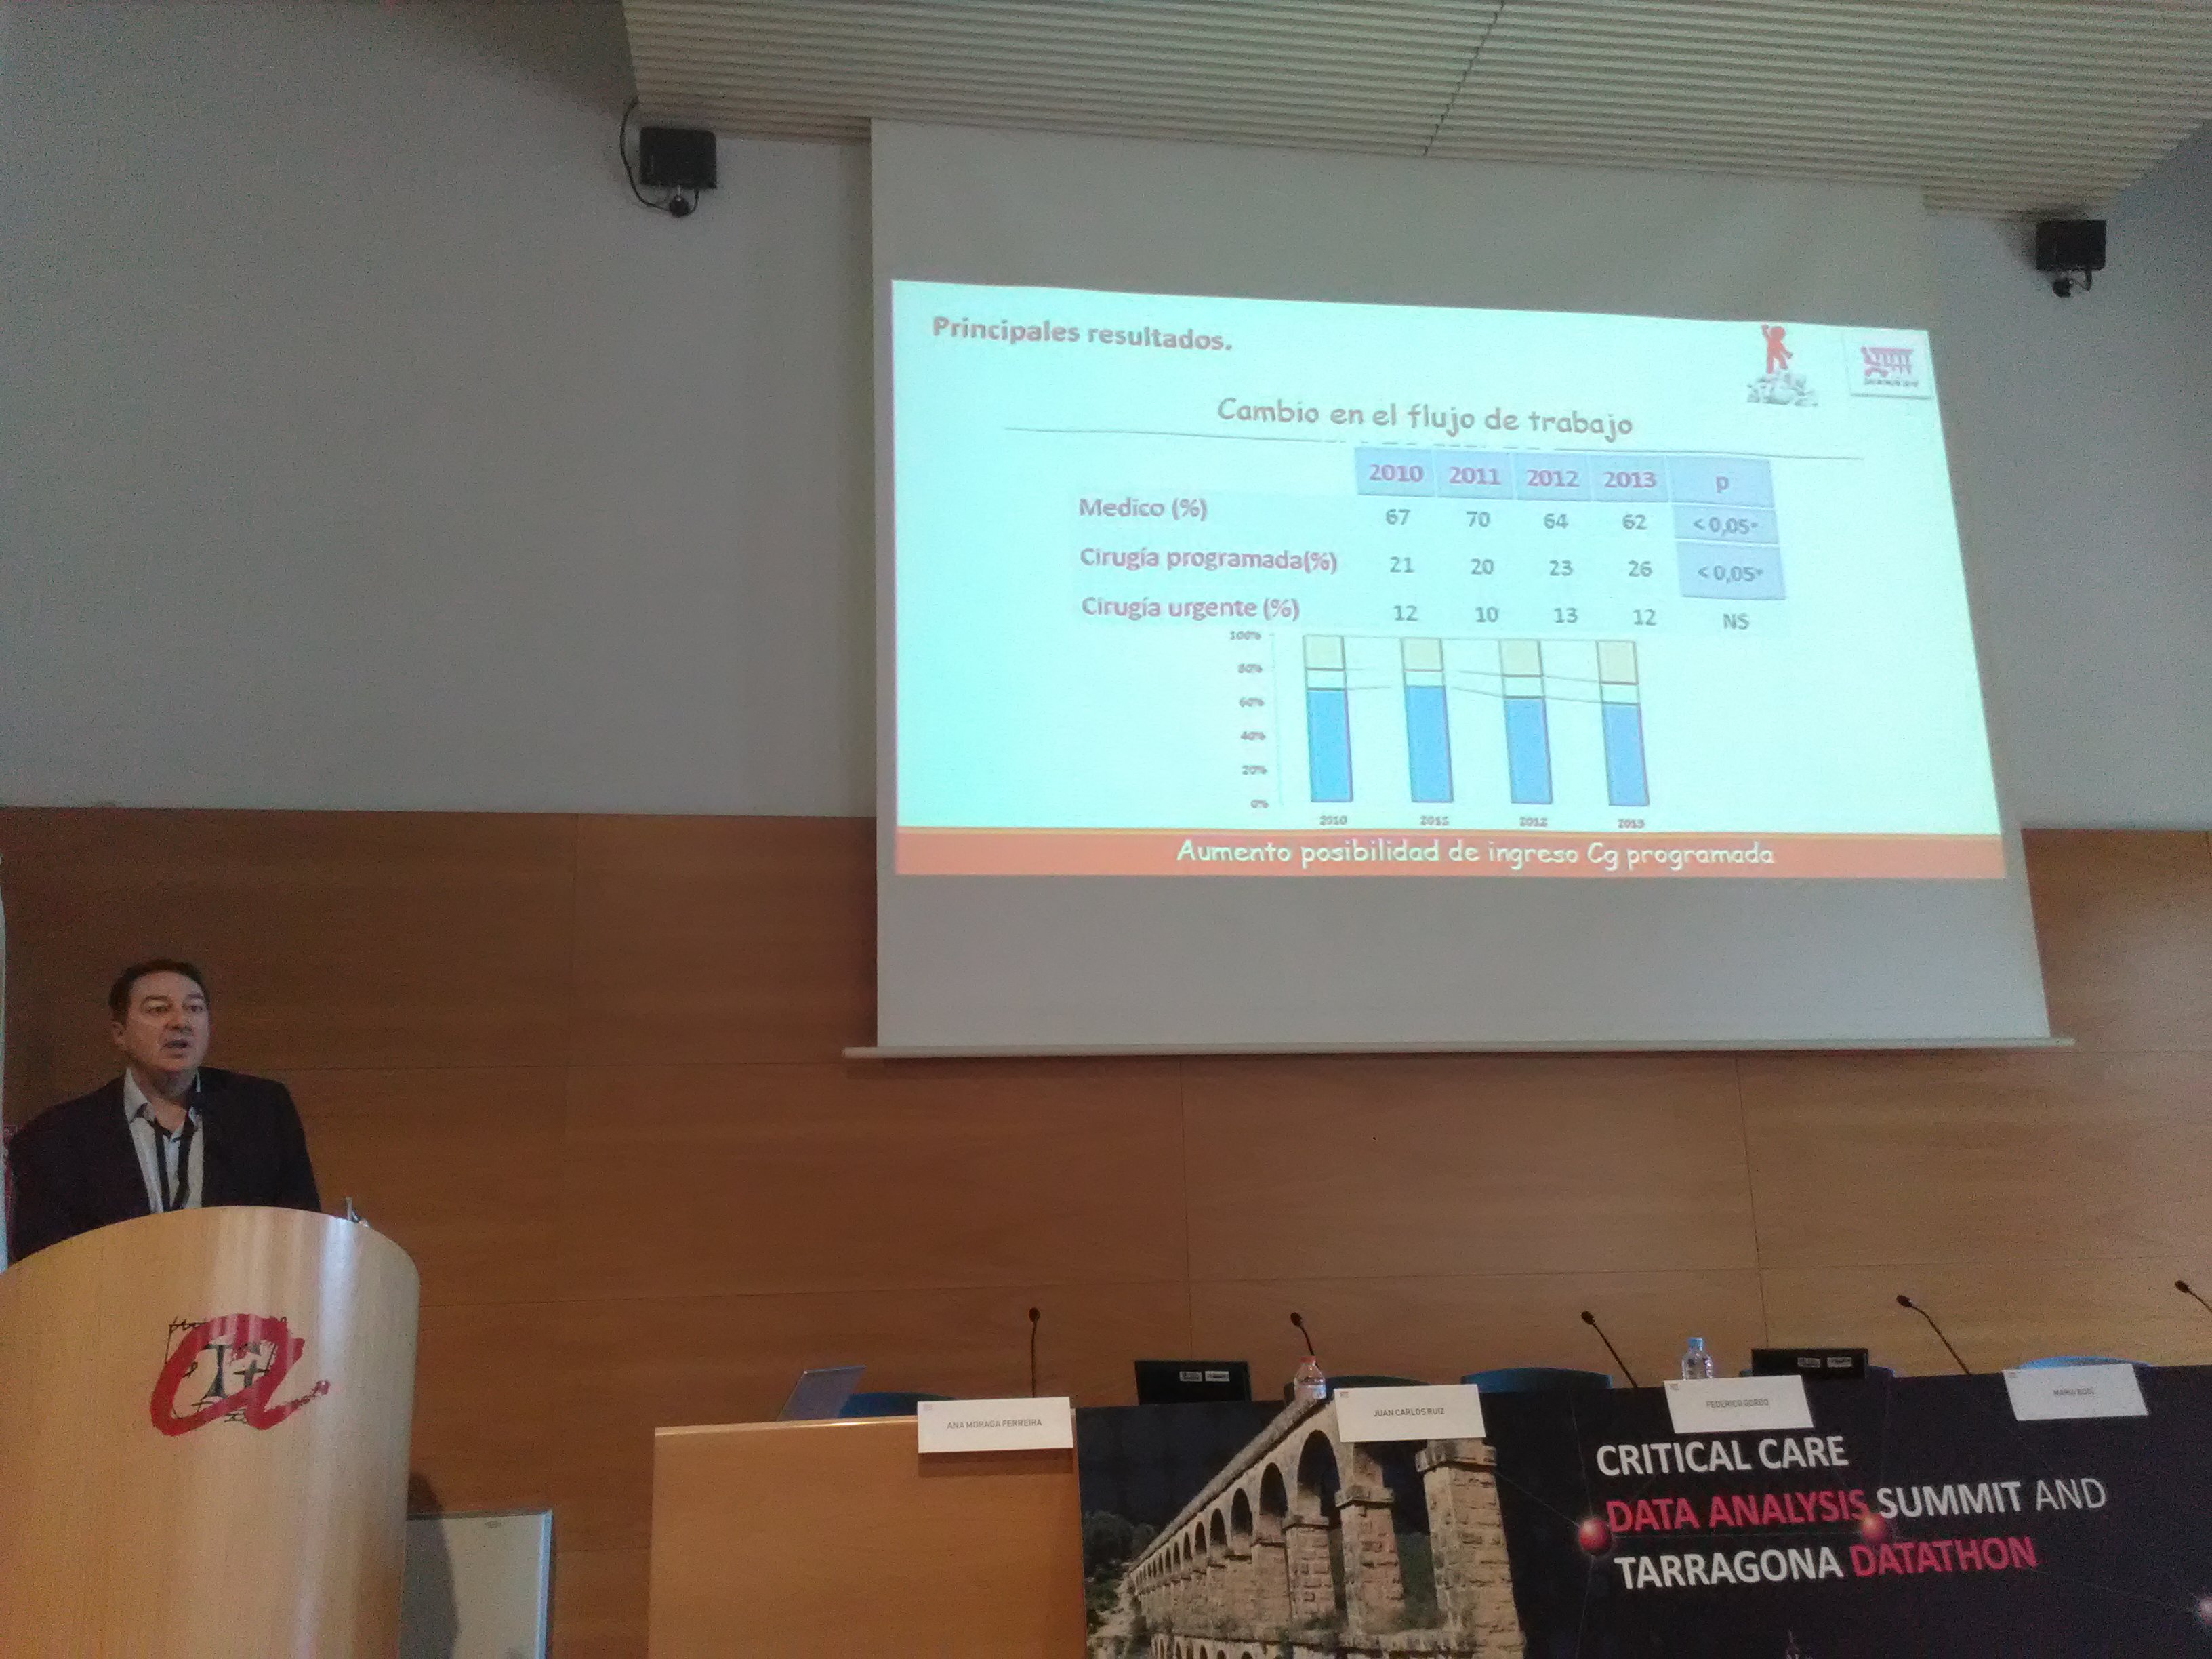 Principales resultados.
Cambio en el flujo de trabajo
2010 2011 2012 2013 p
Medico (%) 67 70 64 62 <0,05*
Cirugía programada(%) 21 20 23 26 <0,05*
Cirugía urgente (%) 12 10 13 12 NS
100%
80%
60%
40%
20%
0%
2010 2011 2012 2013
Aumento posibilidad de ingreso Cg programada
ANA MORAGA FERREIRA
JUAN CARLOS RUIZ
FEDERICO GORDO
CRITICAL CARE
DATA ANALYSIS SUMMIT AND
TARRAGONA DATATHON